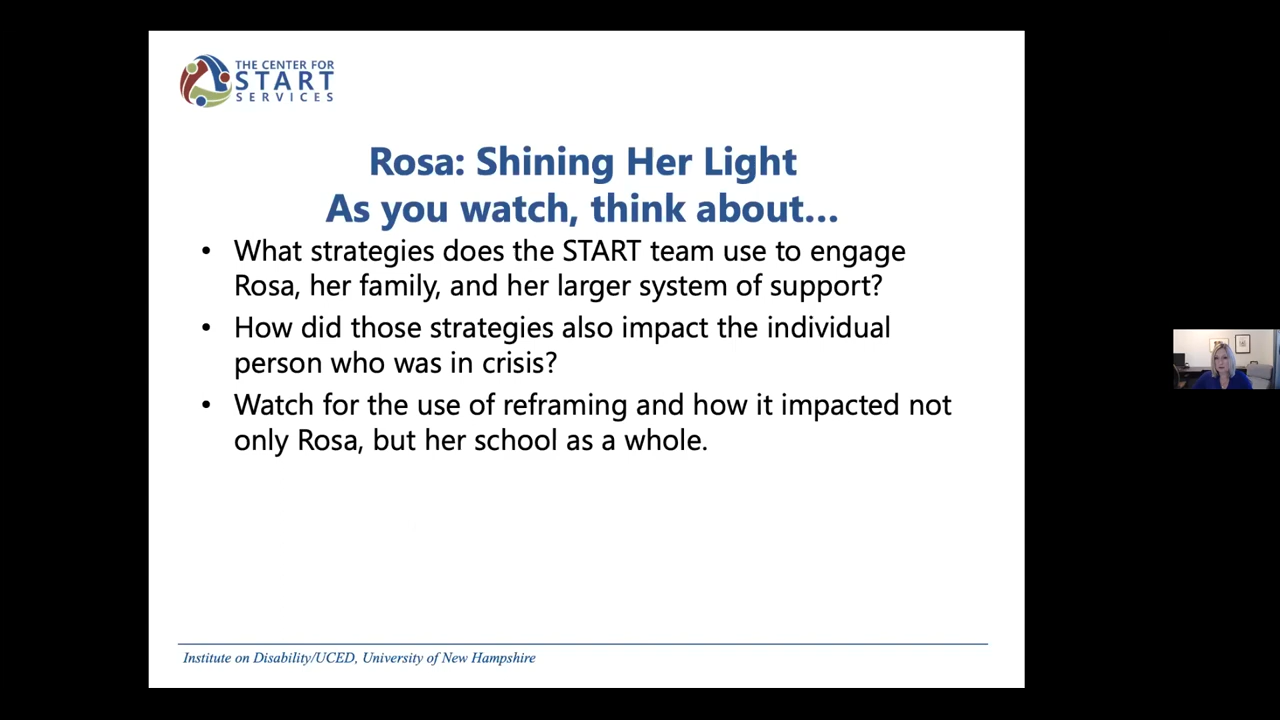 THE CENTER FOR
START
SERVICES
Rosa: Shining Her Light
As you watch, think about...
• What strategies does the START team use to engage
Rosa, her family, and her larger system of support?
• How did those strategies also impact the individual
person who was in crisis?
• Watch for the use of reframing and how it impacted not
only Rosa, but her school as a whole.
Institute on Disability/UCED, University of New Hampshire